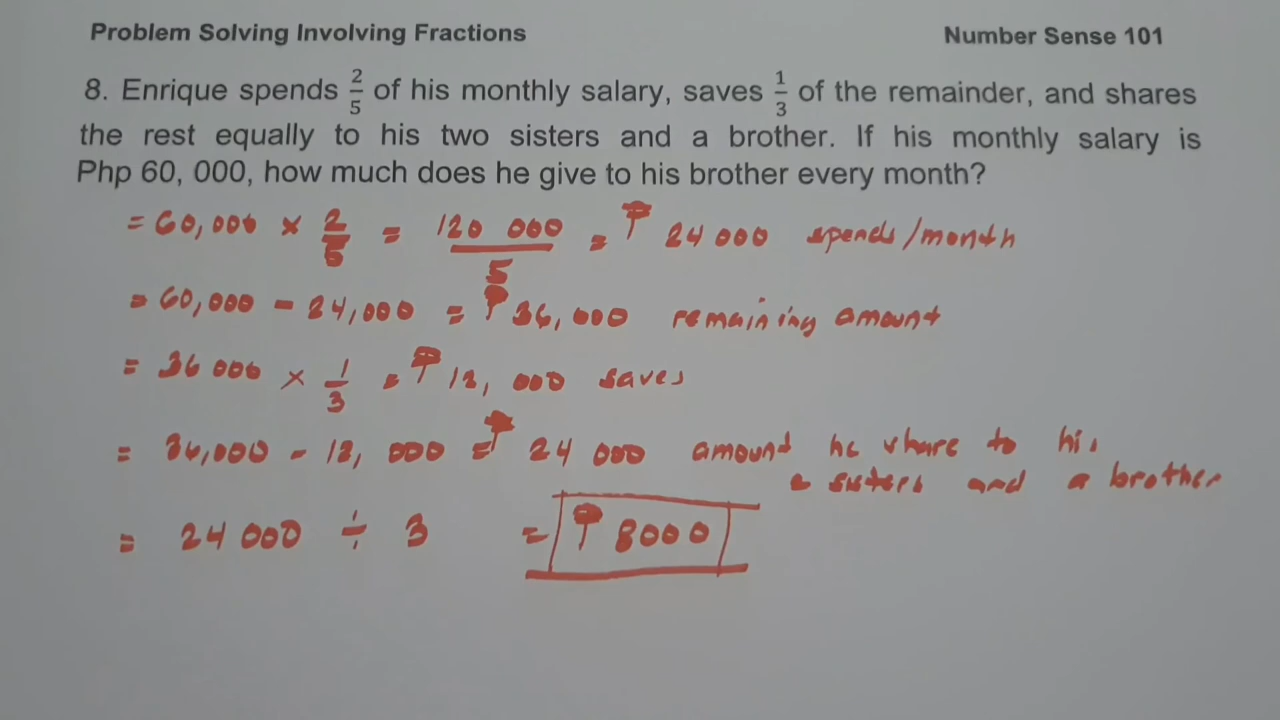 Problem Solving Involving Fractions
Number Sense 101
8. Enrique spends 2/5 of his monthly salary, saves 1/3 of the remainder, and shares
the rest equally to his two sisters and a brother. If his monthly salary is
Php 60, 000, how much does he give to his brother every month?
= 60,000 × 2/5 = 120 000/5 = ₱ 24 000 spends/month
= 60,000 - 24,000 = ₱ 36,000 remaining amount
= 36 000 × 1/3 = ₱ 12, 000 saves
= 36,000 - 12, 000 = ₱ 24 000 amount he share to his
2 sisters and a brother
= 24 000 ÷ 3 = ₱ 8000